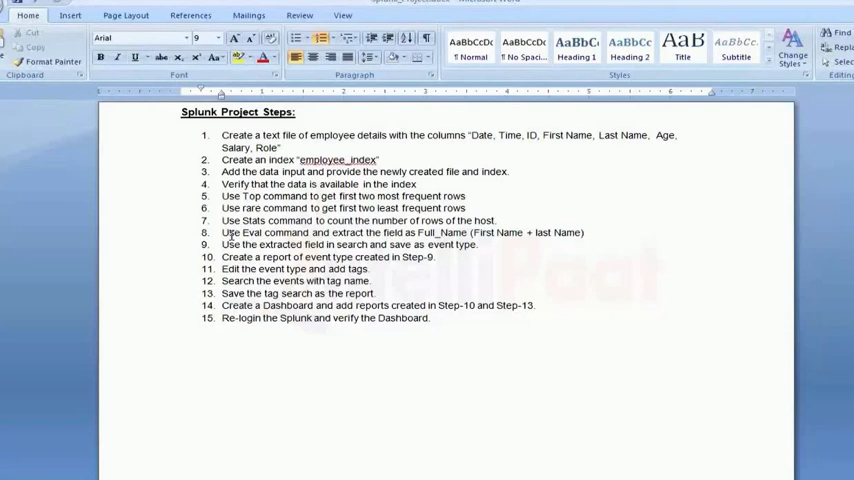 Home Insert Page Layout References Mailings Review View
Cut
Copy
Format Painter
Clipboard
Arial 9
Font
Paragraph
AaBbCcDc AaBbCcDc AaBbC AaBbCc AaB AaBbCc.
¶ Normal ¶ No Spaci... Heading 1 Heading 2 Title Subtitle
Styles
Change
Styles
Find
Select
Splunk Project Steps:
1. Create a text file of employee details with the columns "Date, Time, ID, First Name, Last Name, Age,
Salary, Role"
2. Create an index "employee_index"
3. Add the data input and provide the newly created file and index.
4. Verify that the data is available in the index
5. Use Top command to get first two most frequent rows
6. Use rare command to get first two least frequent rows
7. Use Stats command to count the number of rows of the host.
8. Use Eval command and extract the field as Full_Name (First Name + last Name)
9. Use the extracted field in search and save as event type.
10. Create a report of event type created in Step-9.
11. Edit the event type and add tags.
12. Search the events with tag name.
13. Save the tag search as the report.
14. Create a Dashboard and add reports created in Step-10 and Step-13.
15. Re-login the Splunk and verify the Dashboard.